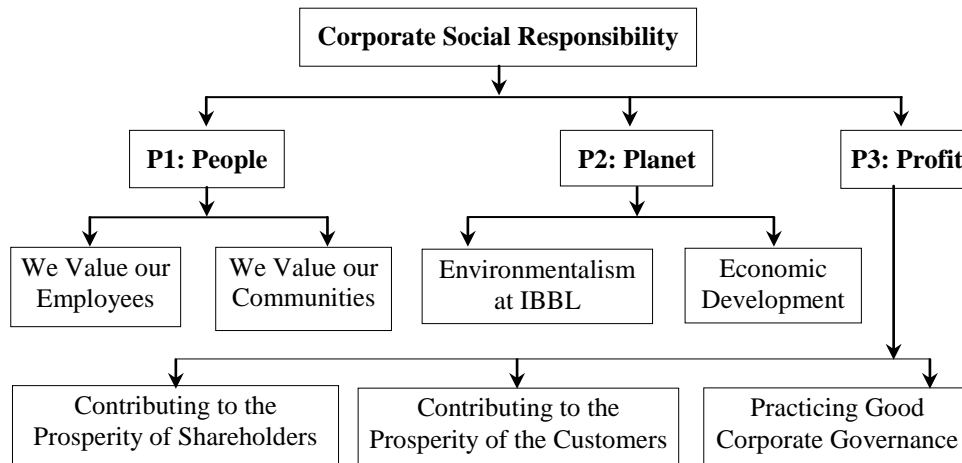 Corporate Social Responsibility
P1: People
P2: Planet
P3: Profit
We Value our
Employees
We Value our
Communities
Environmentalism
at IBBL
Economic
Development
Contributing to the
Prosperity of Shareholders
Contributing to the
Prosperity of the Customers
Practicing Good
Corporate Governance